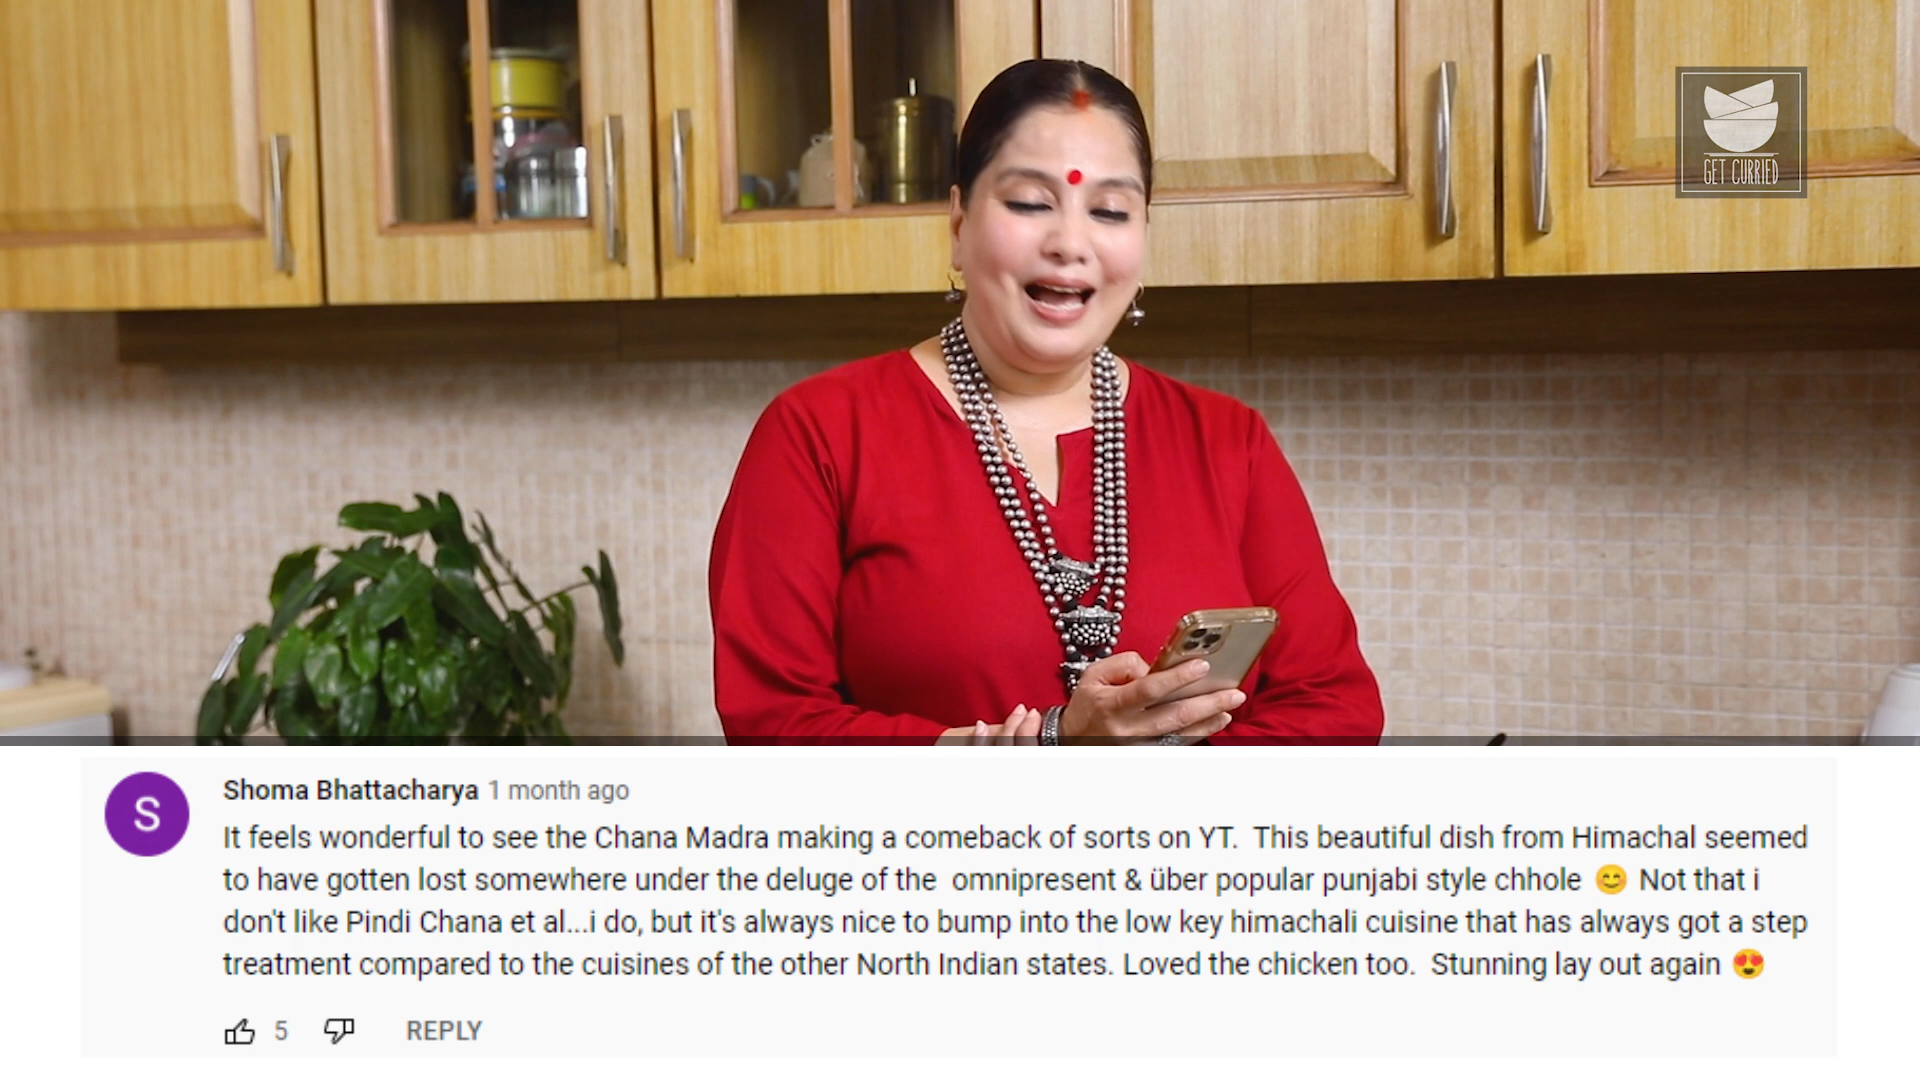 GET CURRIED
S
Shoma Bhattacharya 1 month ago
It feels wonderful to see the Chana Madra making a comeback of sorts on YT.  This beautiful dish from Himachal seemed
to have gotten lost somewhere under the deluge of the  omnipresent & über popular punjabi style chhole 😊 Not that i
don't like Pindi Chana et al...i do, but it's always nice to bump into the low key himachali cuisine that has always got a step
treatment compared to the cuisines of the other North Indian states. Loved the chicken too.  Stunning lay out again 😍
5 REPLY